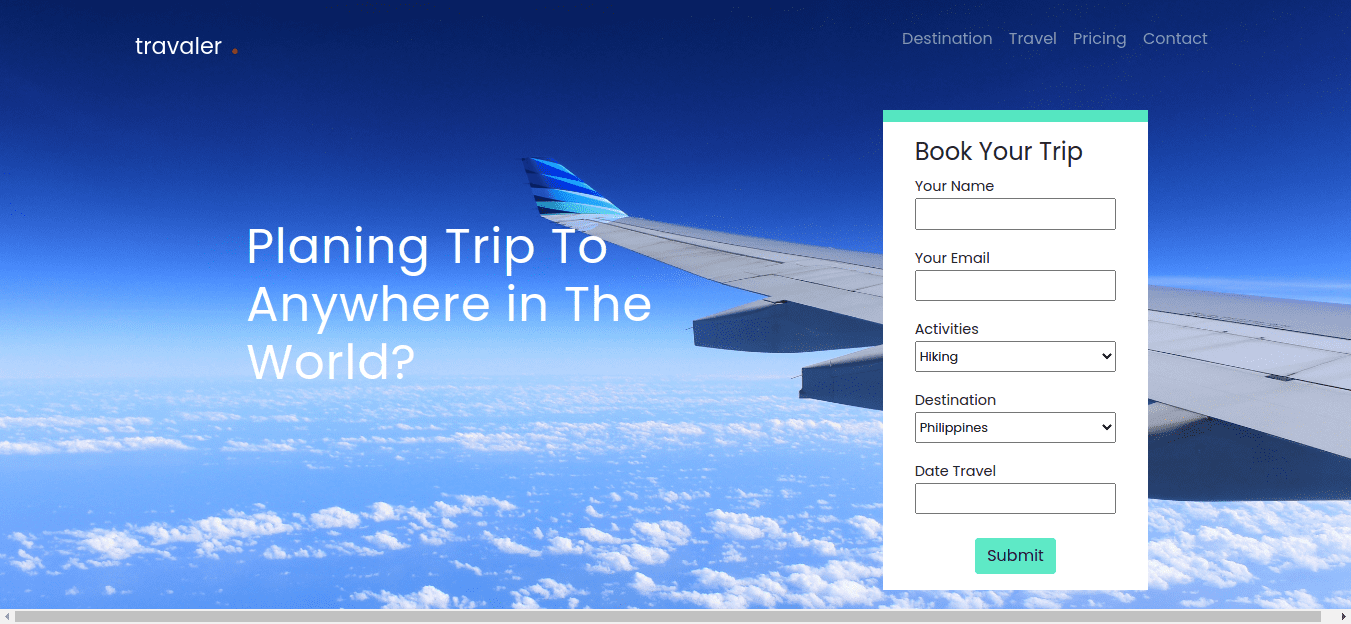 travaler .
Destination Travel Pricing Contact
Book Your Trip
Your Name
Planing Trip To
Anywhere in The
World?
Your Email
Activities
Hiking
Destination
Philippines
Date Travel
Submit